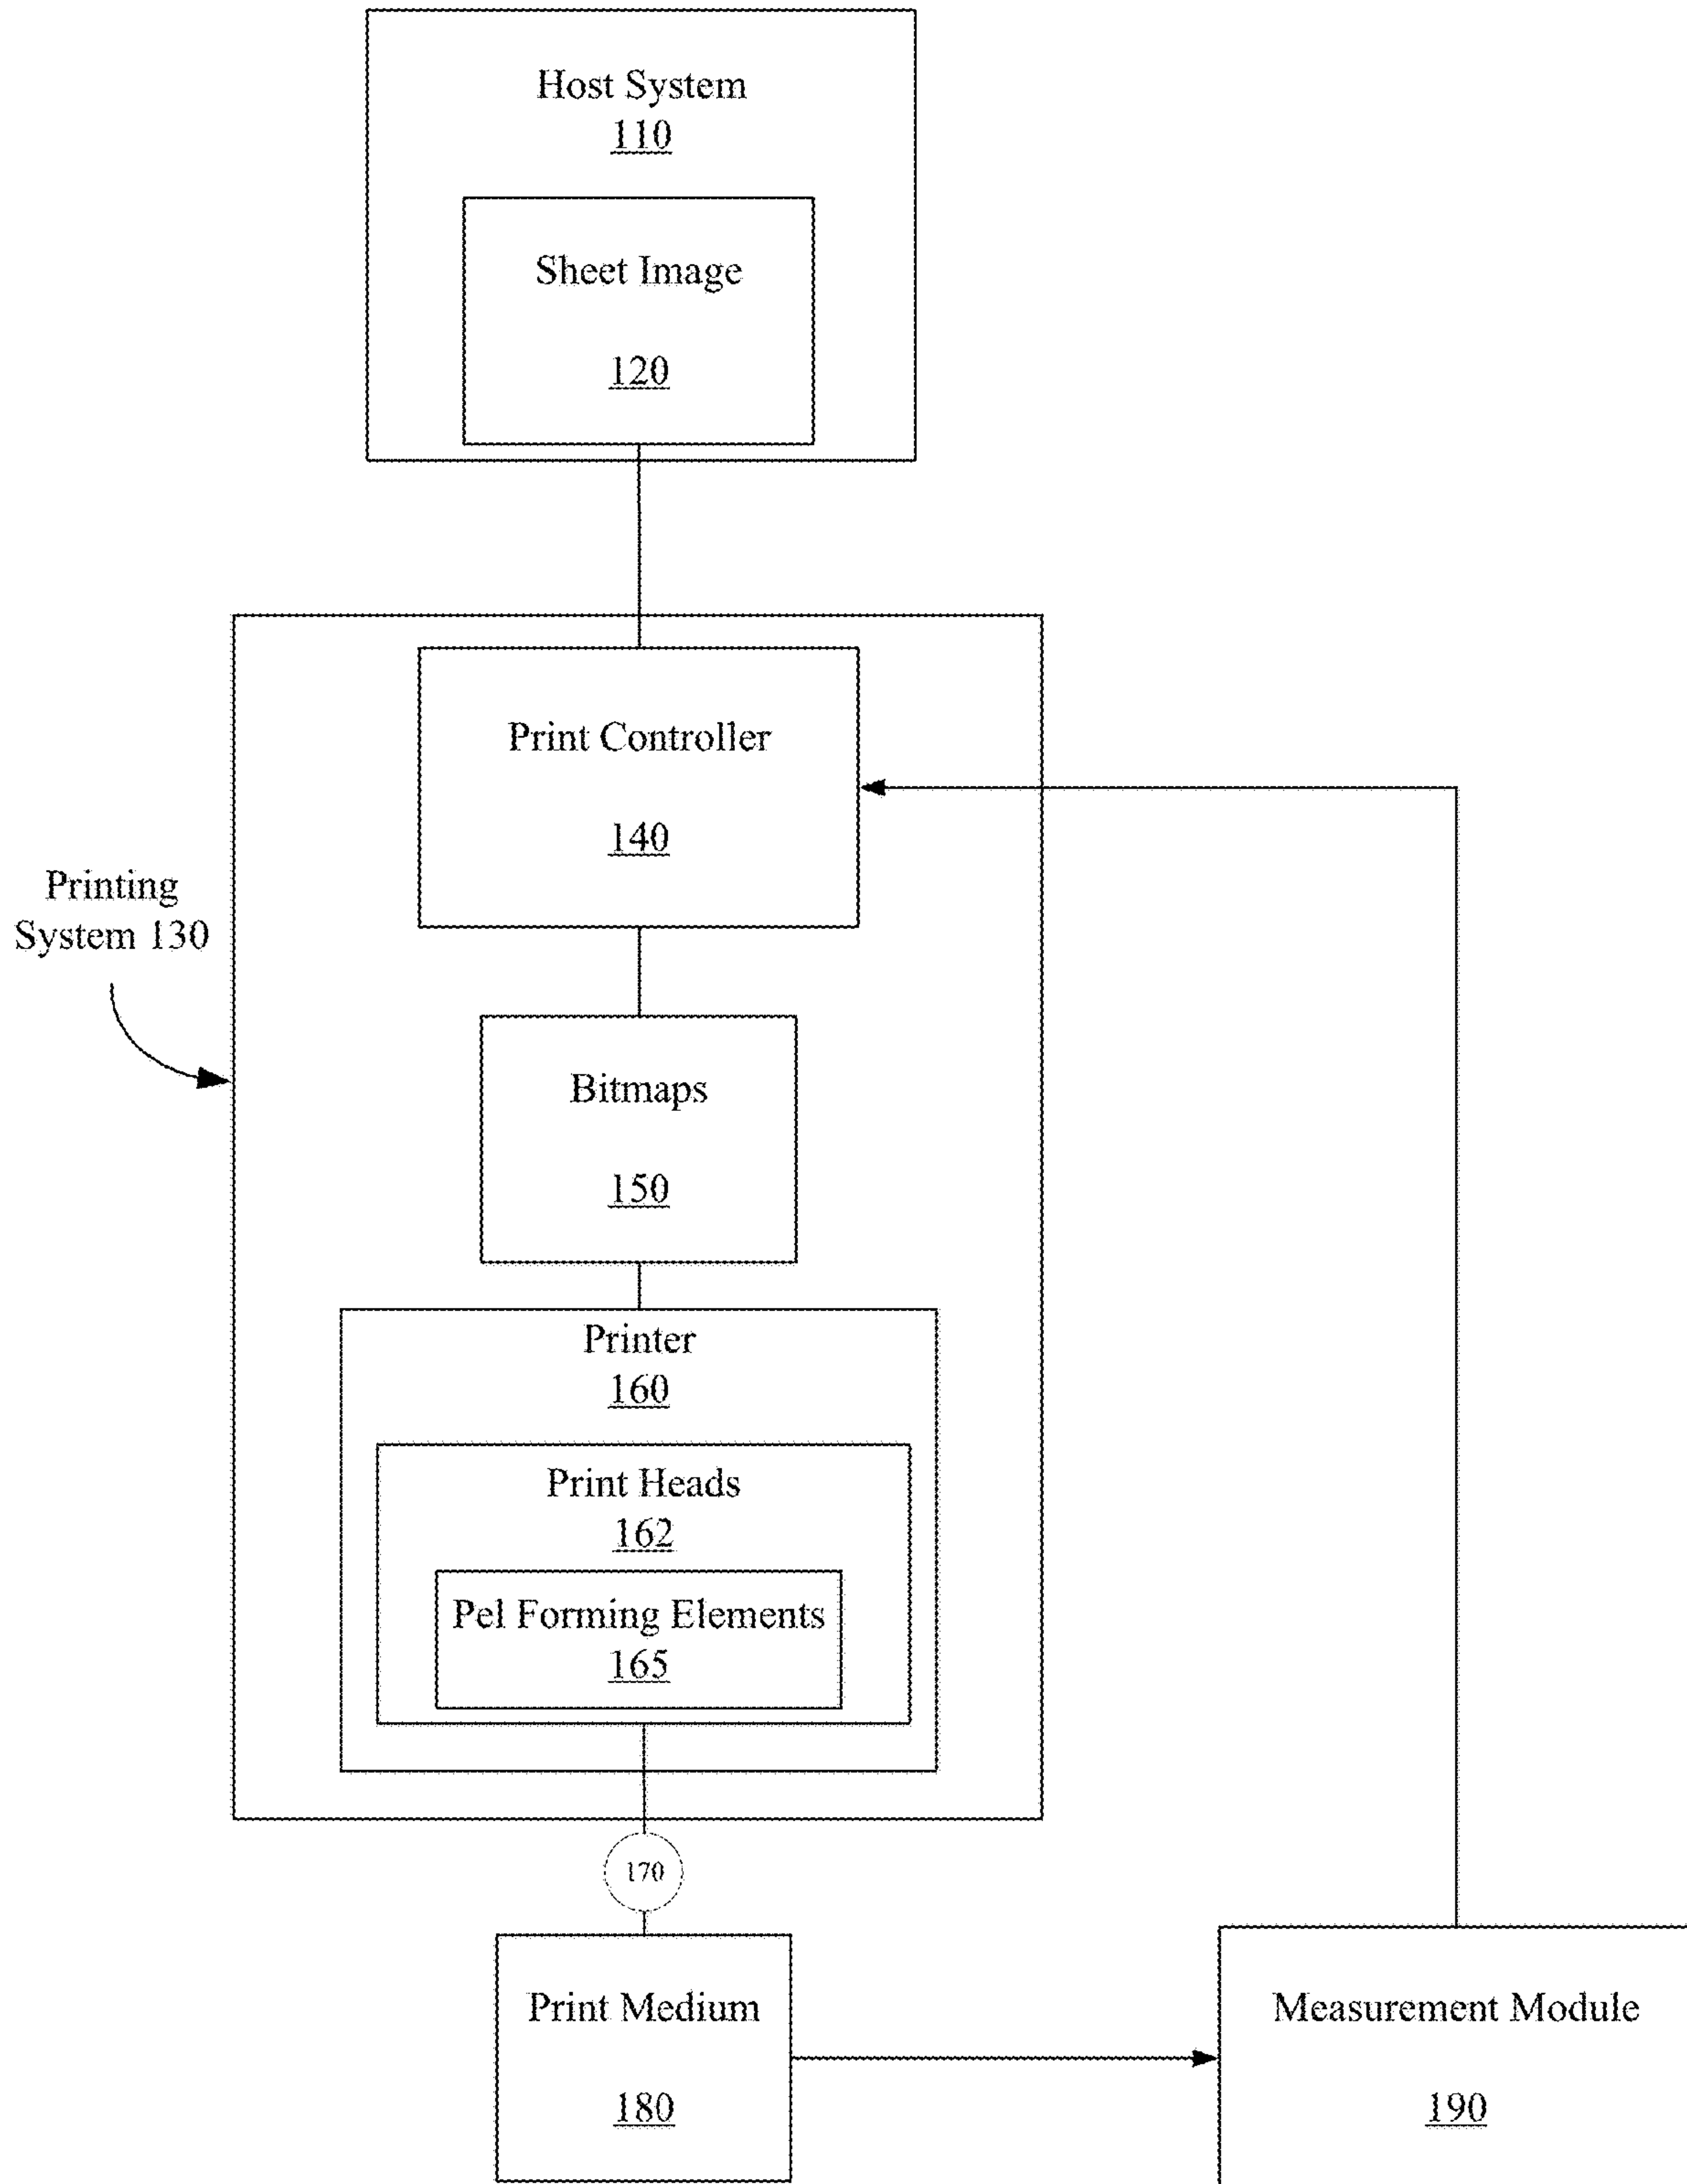 Host System
110
Sheet Image
120
Print Controller
140
Printing
System 130
Bitmaps
150
Printer
160
Print Heads
162
Pel Forming Elements
165
170
Print Medium
180
Measurement Module
190